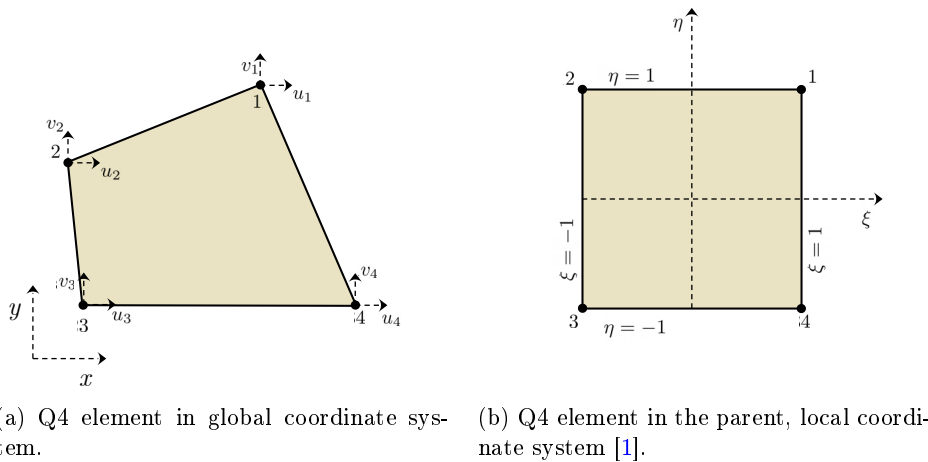 η
v₁
u₁
1
2
η = 1
1
v₂
2
u₂
ξ
ξ = −1
ξ = 1
v₃
v₄
3
u₃
4
u₄
3
η = −1
4
y
x
(a) Q4 element in global coordinate sys-
tem.
(b) Q4 element in the parent, local coordi-
nate system [1].